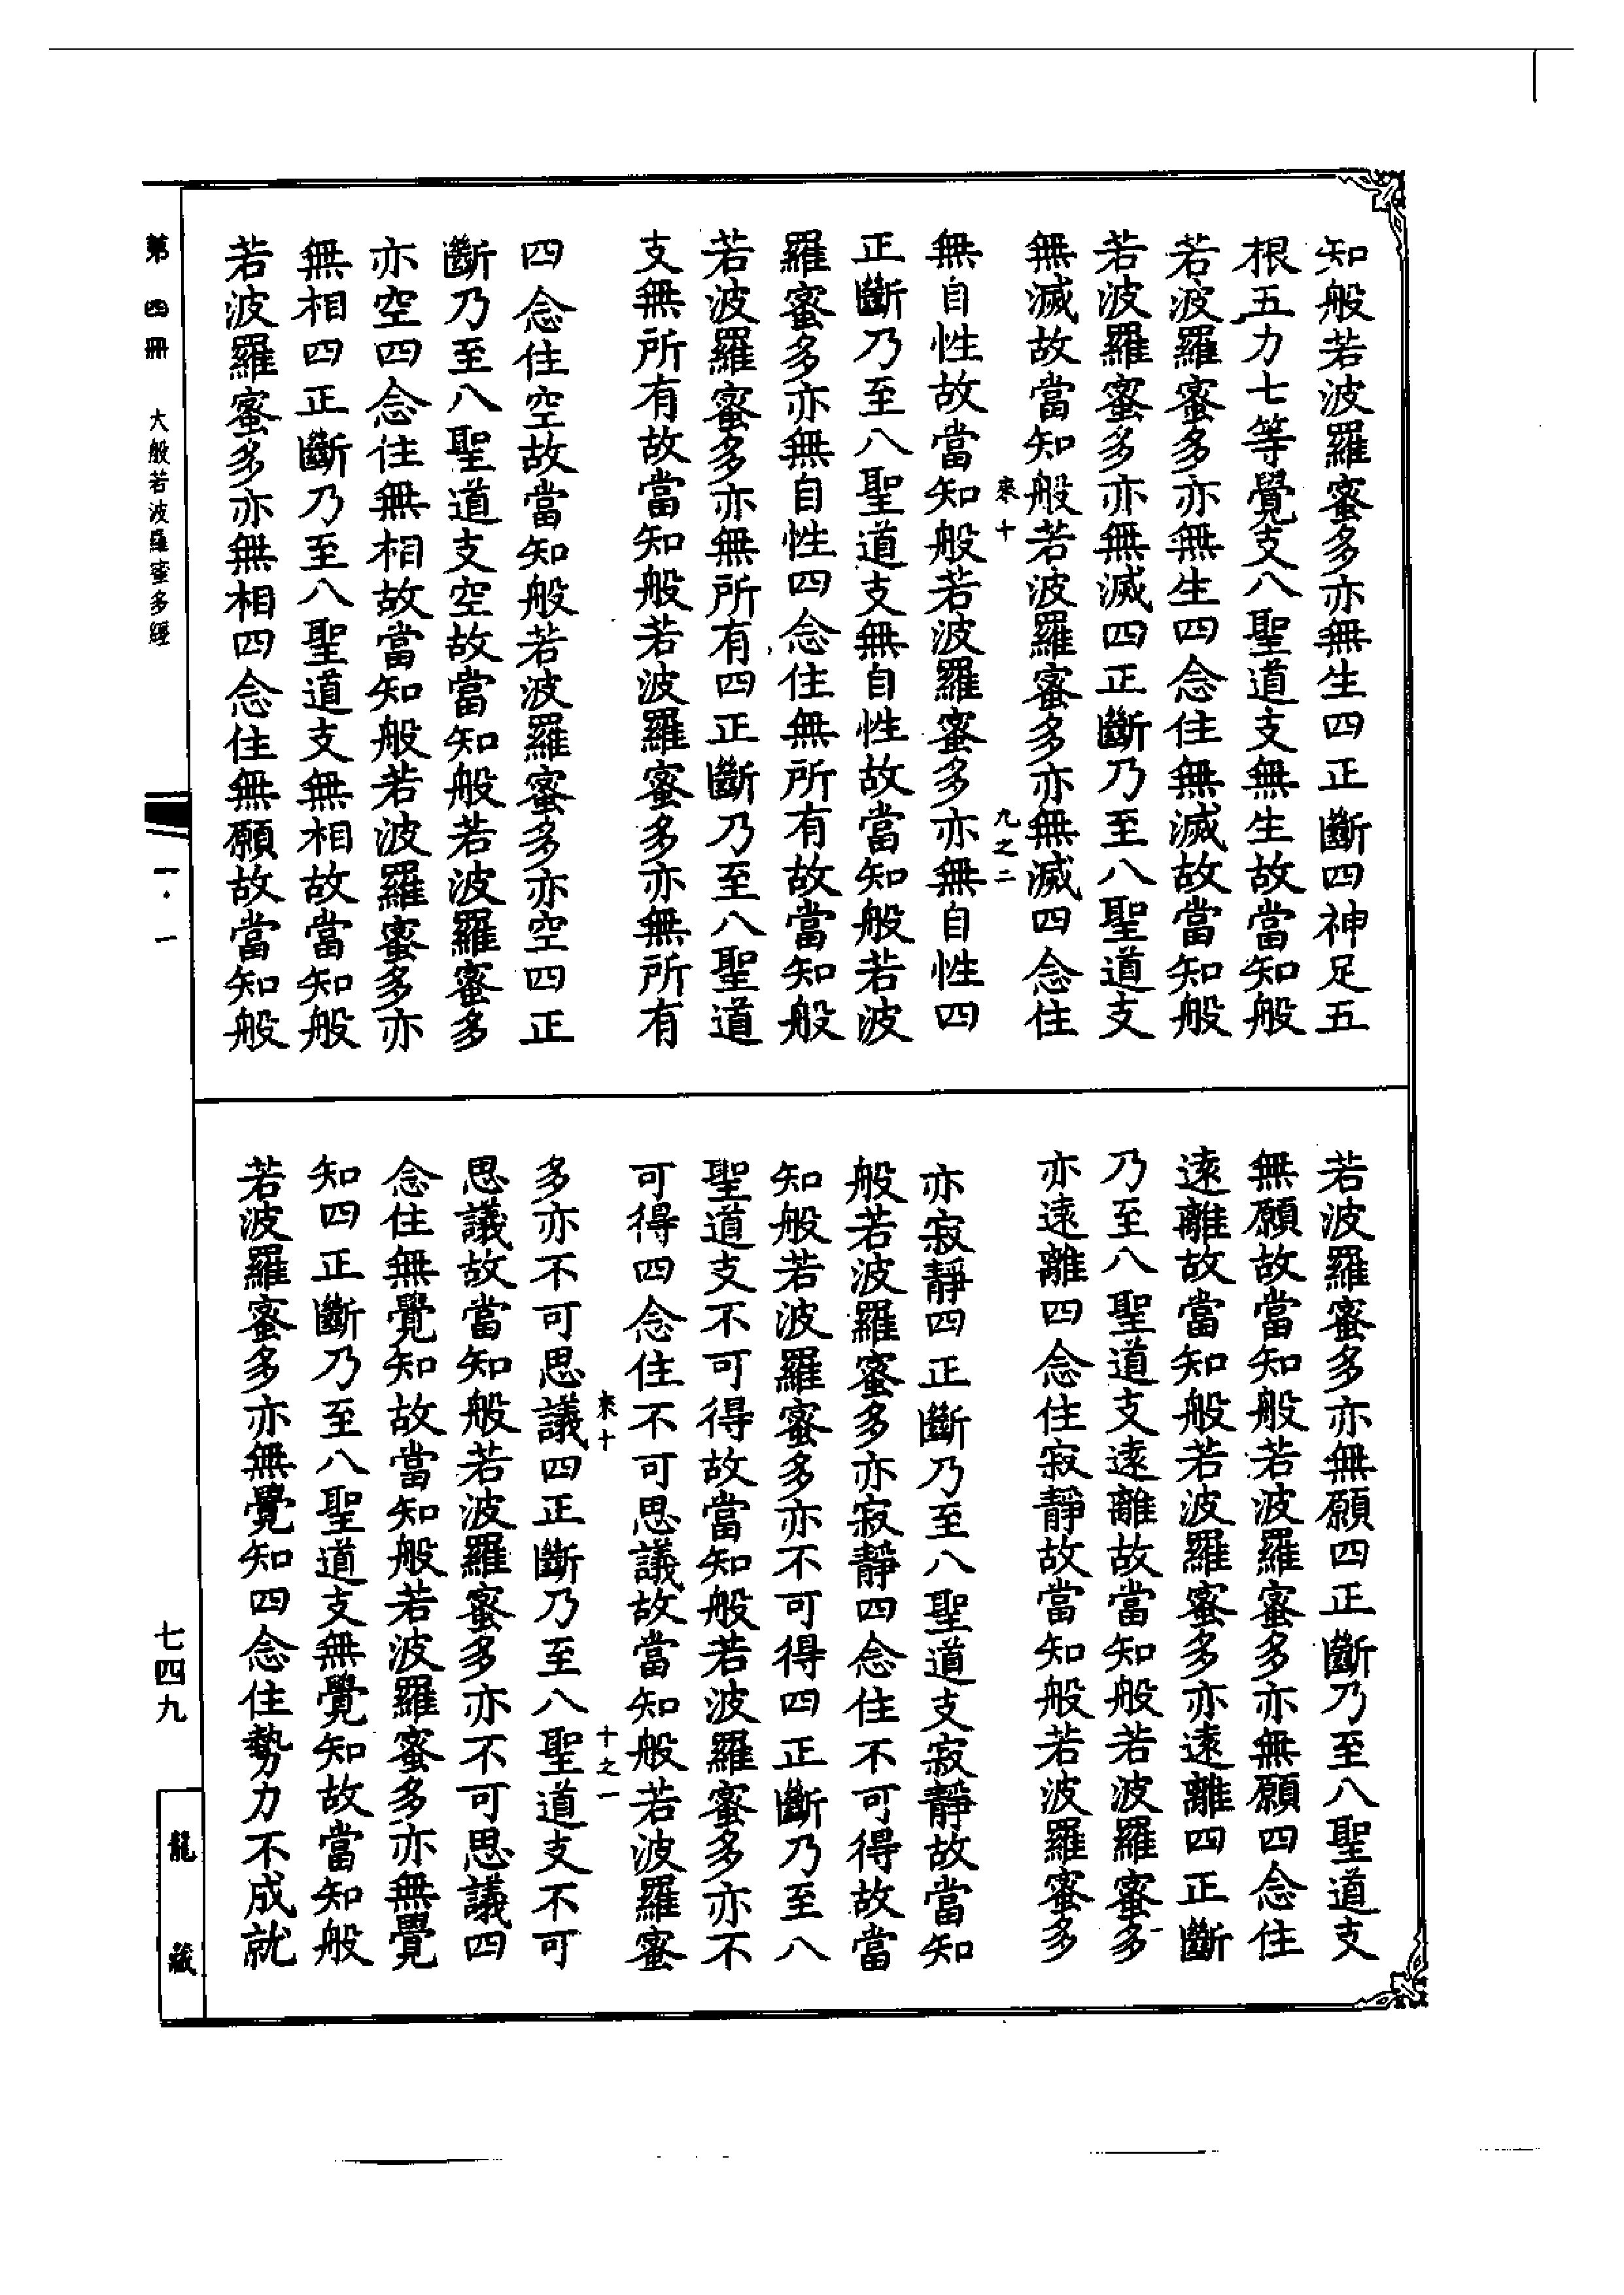 知般若波羅蜜多亦無生四正斷四神足五
根五力七等覺支八聖道支無生故當知般
若波羅蜜多亦無生四念住無滅故當知般
若波羅蜜多亦無滅四正斷乃至八聖道支
無滅故當知般若波羅蜜多亦無滅四念住
來十 九之二
無自性故當知般若波羅蜜多亦無自性四
正斷乃至八聖道支無自性故當知般若波
羅蜜多亦無自性四念住無所有故當知般
若波羅蜜多亦無所有四正斷乃至八聖道
支無所有故當知般若波羅蜜多亦無所有
四念住空故當知般若波羅蜜多亦空四正
斷乃至八聖道支空故當知般若波羅蜜多
亦空四念住無相故當知般若波羅蜜多亦
無相四正斷乃至八聖道支無相故當知般
若波羅蜜多亦無相四念住無願故當知般
若波羅蜜多亦無願四正斷乃至八聖道支
無願故當知般若波羅蜜多亦無願四念住
遠離故當知般若波羅蜜多亦遠離四正斷
乃至八聖道支遠離故當知般若波羅蜜多
亦遠離四念住寂靜故當知般若波羅蜜多
亦寂靜四正斷乃至八聖道支寂靜故當知
般若波羅蜜多亦寂靜四念住不可得故當
知般若波羅蜜多亦不可得四正斷乃至八
聖道支不可得故當知般若波羅蜜多亦不
可得四念住不可思議故當知般若波羅蜜
來十 十之一
多亦不可思議四正斷乃至八聖道支不可
思議故當知般若波羅蜜多亦不可思議四
念住無覺知故當知般若波羅蜜多亦無覺
知四正斷乃至八聖道支無覺知故當知般
若波羅蜜多亦無覺知四念住勢力不成就
第四冊 大般若波羅蜜多經
一·一
七四九
龍藏